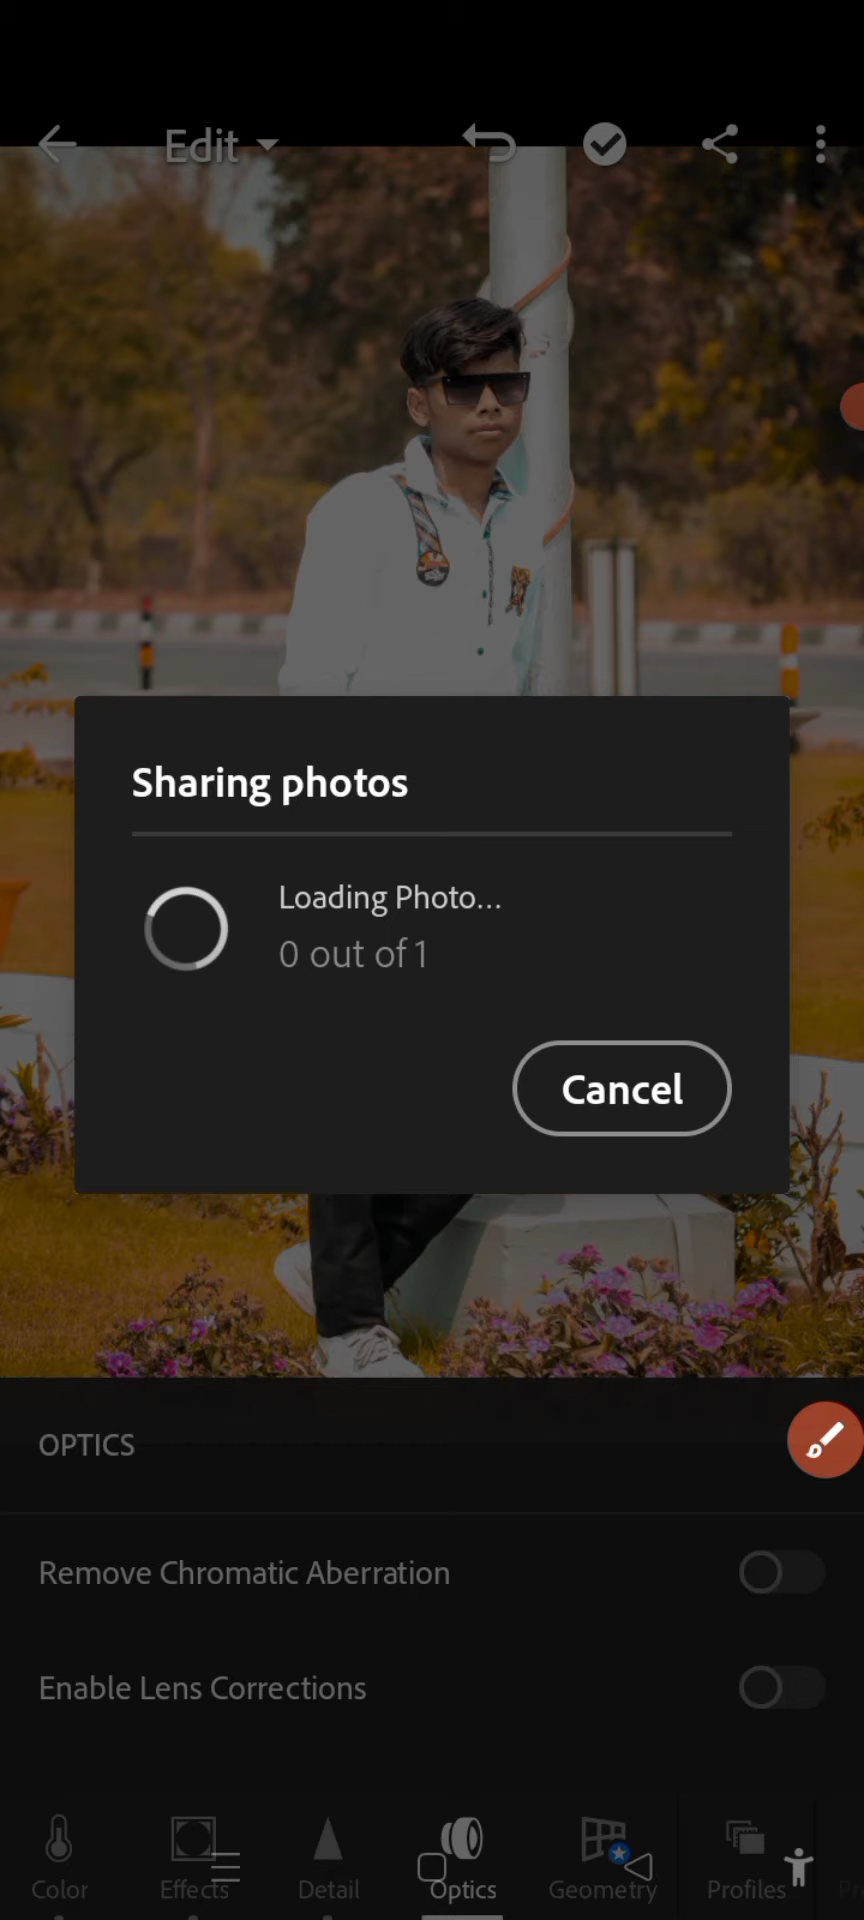 Edit
Sharing photos
Loading Photo...
0 out of 1
Cancel
OPTICS
Remove Chromatic Aberration
Enable Lens Corrections
Color Effects Detail Optics Geometry Profiles